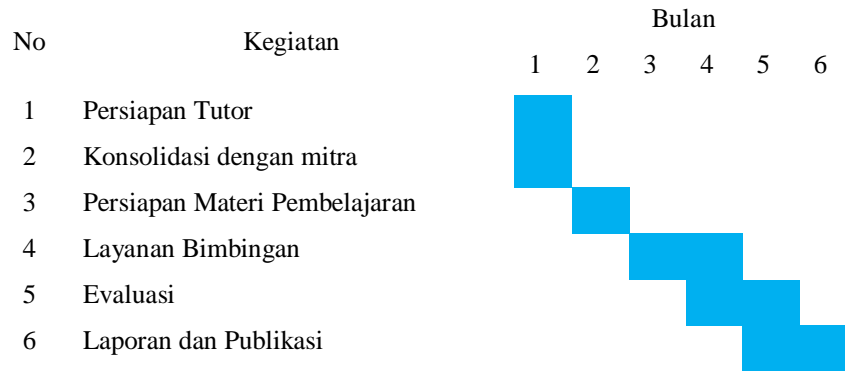 Bulan
No Kegiatan
1 2 3 4 5 6
1 Persiapan Tutor
2 Konsolidasi dengan mitra
3 Persiapan Materi Pembelajaran
4 Layanan Bimbingan
5 Evaluasi
6 Laporan dan Publikasi